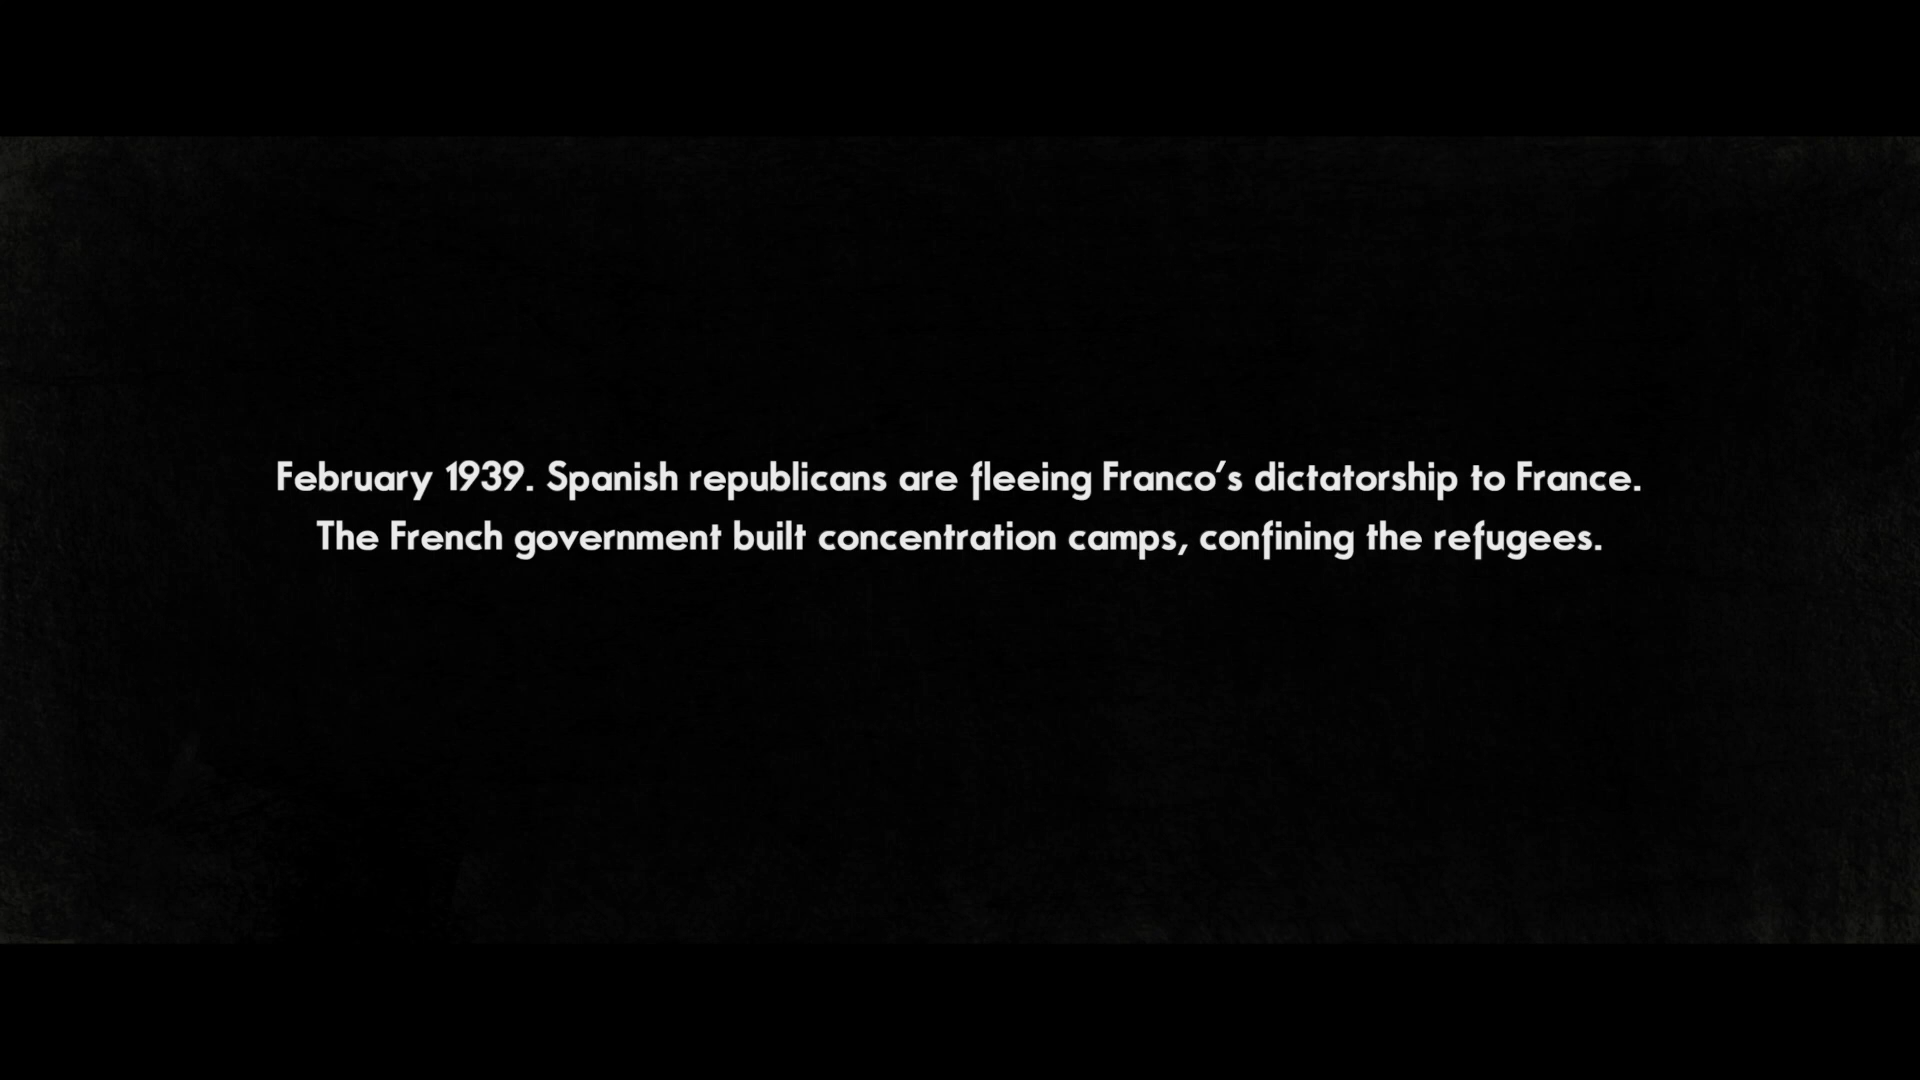 February 1939. Spanish republicans are fleeing Franco's dictatorship to France.
The French government built concentration camps, confining the refugees.